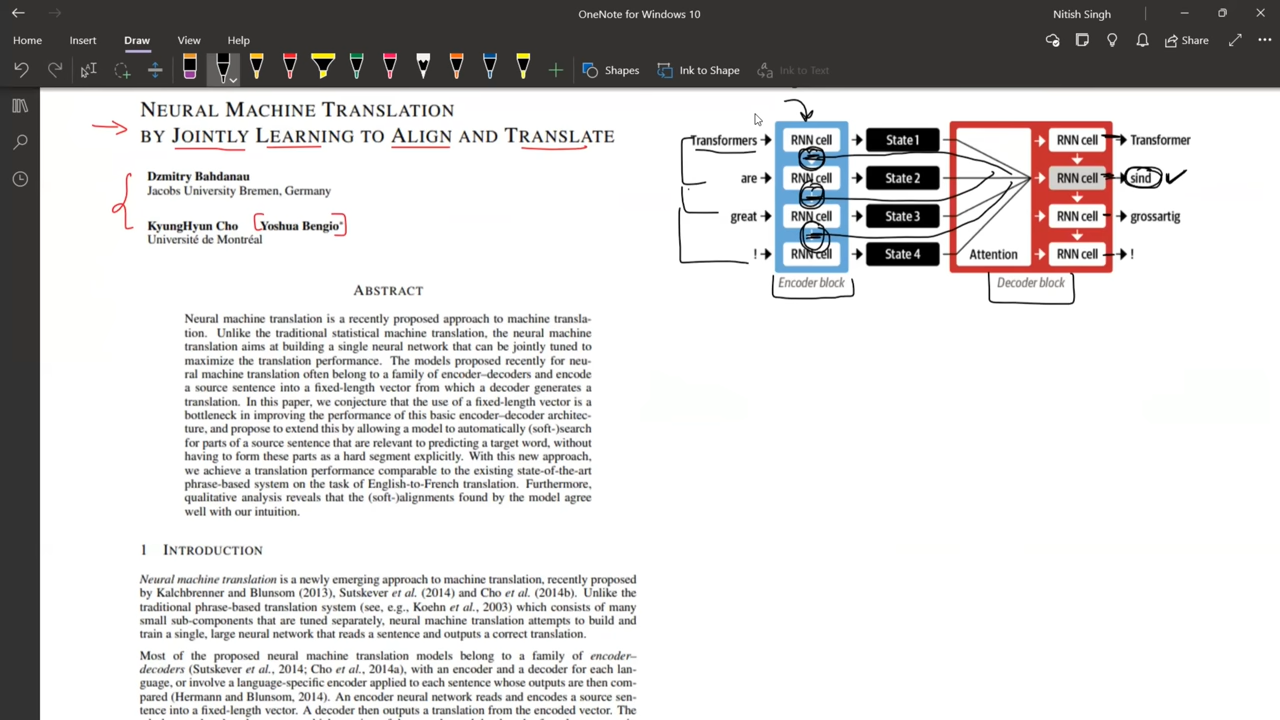 OneNote for Windows 10
Nitish Singh
Home Insert Draw View Help
Share
Shapes
Ink to Shape
Ink to Text
NEURAL MACHINE TRANSLATION
BY JOINTLY LEARNING TO ALIGN AND TRANSLATE
Dzmitry Bahdanau
Jacobs University Bremen, Germany
KyungHyun Cho Yoshua Bengio*
Université de Montréal
ABSTRACT
Neural machine translation is a recently proposed approach to machine transla-
tion. Unlike the traditional statistical machine translation, the neural machine
translation aims at building a single neural network that can be jointly tuned to
maximize the translation performance. The models proposed recently for neu-
ral machine translation often belong to a family of encoder–decoders and encode
a source sentence into a fixed-length vector from which a decoder generates a
translation. In this paper, we conjecture that the use of a fixed-length vector is a
bottleneck in improving the performance of this basic encoder–decoder architec-
ture, and propose to extend this by allowing a model to automatically (soft-)search
for parts of a source sentence that are relevant to predicting a target word, without
having to form these parts as a hard segment explicitly. With this new approach,
we achieve a translation performance comparable to the existing state-of-the-art
phrase-based system on the task of English-to-French translation. Furthermore,
qualitative analysis reveals that the (soft-)alignments found by the model agree
well with our intuition.
1 INTRODUCTION
Neural machine translation is a newly emerging approach to machine translation, recently proposed
by Kalchbrenner and Blunsom (2013), Sutskever et al. (2014) and Cho et al. (2014b). Unlike the
traditional phrase-based translation system (see, e.g., Koehn et al., 2003) which consists of many
small sub-components that are tuned separately, neural machine translation attempts to build and
train a single, large neural network that reads a sentence and outputs a correct translation.
Most of the proposed neural machine translation models belong to a family of encoder–
decoders (Sutskever et al., 2014; Cho et al., 2014a), with an encoder and a decoder for each lan-
guage, or involve a language-specific encoder applied to each sentence whose outputs are then com-
pared (Hermann and Blunsom, 2014). An encoder neural network reads and encodes a source sen-
tence into a fixed-length vector. A decoder then outputs a translation from the encoded vector. The
Transformers RNN cell State 1 RNN cell Transformer
are RNN cell State 2 RNN cell sind
great RNN cell State 3 RNN cell grossartig
! RNN cell State 4 Attention RNN cell !
Encoder block Decoder block